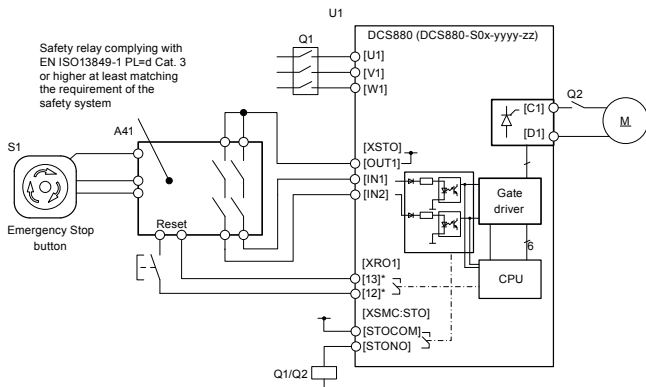 U1
DCS880 (DCS880-S0x-yyyy-zz)
Q1
Safety relay complying with
EN ISO13849-1 PL=d Cat. 3
or higher at least matching
the requirement of the
safety system
[U1]
[V1]
[W1]
Q2
[C1]
M
[D1]
A41
S1
[XSTO]
[OUT1]
[IN1]
[IN2]
Gate
driver
Reset
Emergency Stop
button
6
CPU
[XRO1]
[13]*
[12]*
[XSMC:STO]
[STOCOM]
[STONO]
Q1/Q2